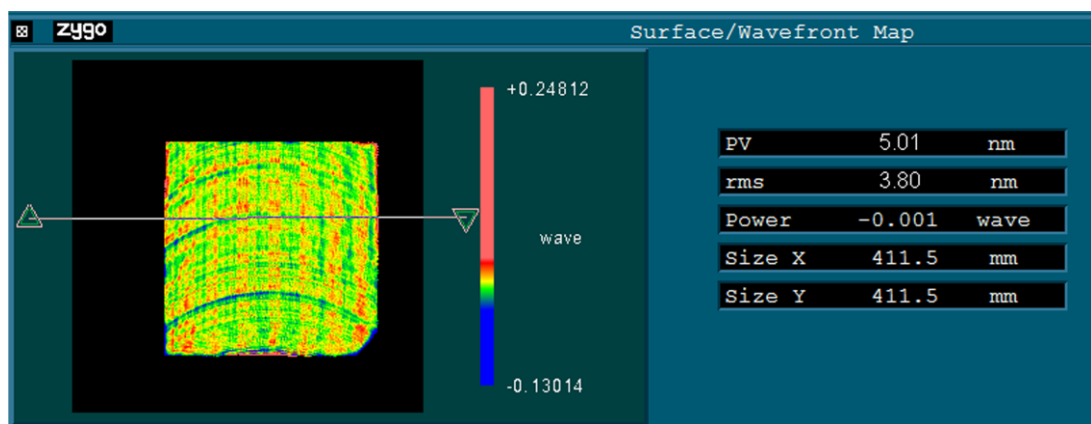 zygo
Surface/Wavefront Map
+0.24812
wave
-0.13014
PV 5.01 nm
rms 3.80 nm
Power -0.001 wave
Size X 411.5 mm
Size Y 411.5 mm